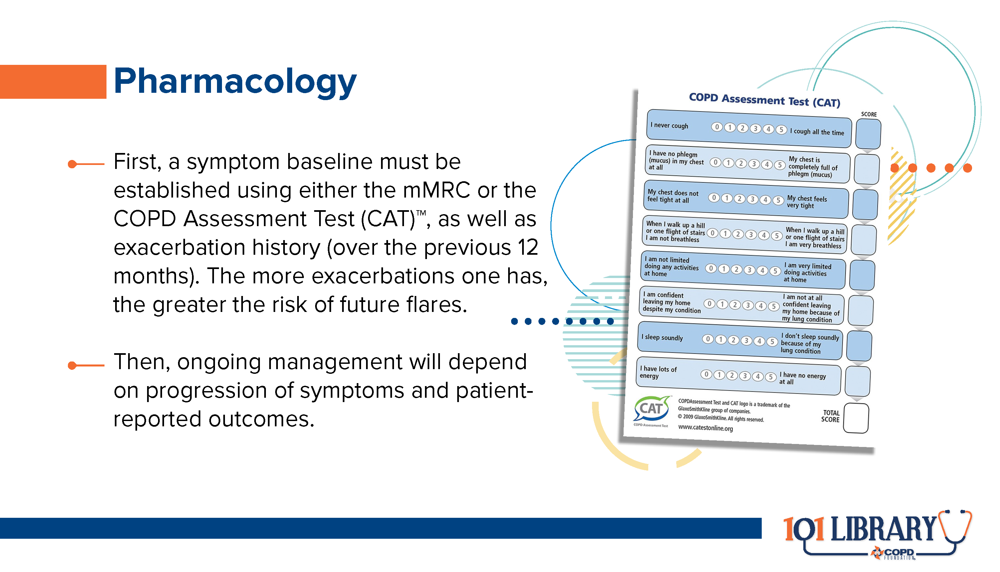 Pharmacology
First, a symptom baseline must be
established using either the mMRC or the
COPD Assessment Test (CAT)™, as well as
exacerbation history (over the previous 12
months). The more exacerbations one has,
the greater the risk of future flares.
Then, ongoing management will depend
on progression of symptoms and patient-
reported outcomes.
COPD Assessment Test (CAT)
SCORE
I never cough
0 1 2 3 4 5
I cough all the time
I have no phlegm
(mucus) in my chest
at all
0 1 2 3 4 5
My chest is
completely full of
phlegm (mucus)
My chest does not
feel tight at all
0 1 2 3 4 5
My chest feels
very tight
When I walk up a hill
or one flight of stairs
I am not breathless
0 1 2 3 4 5
When I walk up a hill
or one flight of stairs
I am very breathless
I am not limited
doing any activities
at home
0 1 2 3 4 5
I am very limited
doing activities
at home
I am confident
leaving my home
despite my condition
0 1 2 3 4 5
I am not at all
confident leaving
my home because of
my lung condition
I sleep soundly
0 1 2 3 4 5
I don't sleep soundly
because of my
lung condition
I have lots of
energy
0 1 2 3 4 5
I have no energy
at all
CAT
COPD Assessment Test
COPDAssessment Test and CAT logo is a trademark of the
GlaxoSmithKline group of companies.
© 2009 GlaxoSmithKline. All rights reserved.
www.catestonline.org
TOTAL
SCORE
101 LIBRARY
COPD
FOUNDATION®